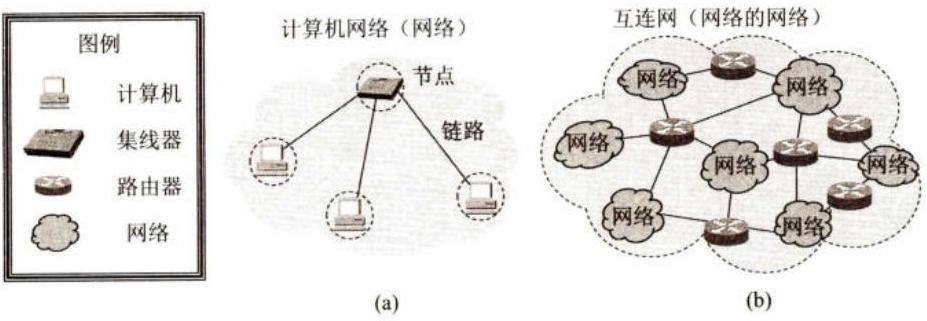 图例
计算机
集线器
路由器
网络
计算机网络（网络）
节点
链路
(a)
互连网（网络的网络）
网络
网络
网络
网络
网络
网络
网络
(b)